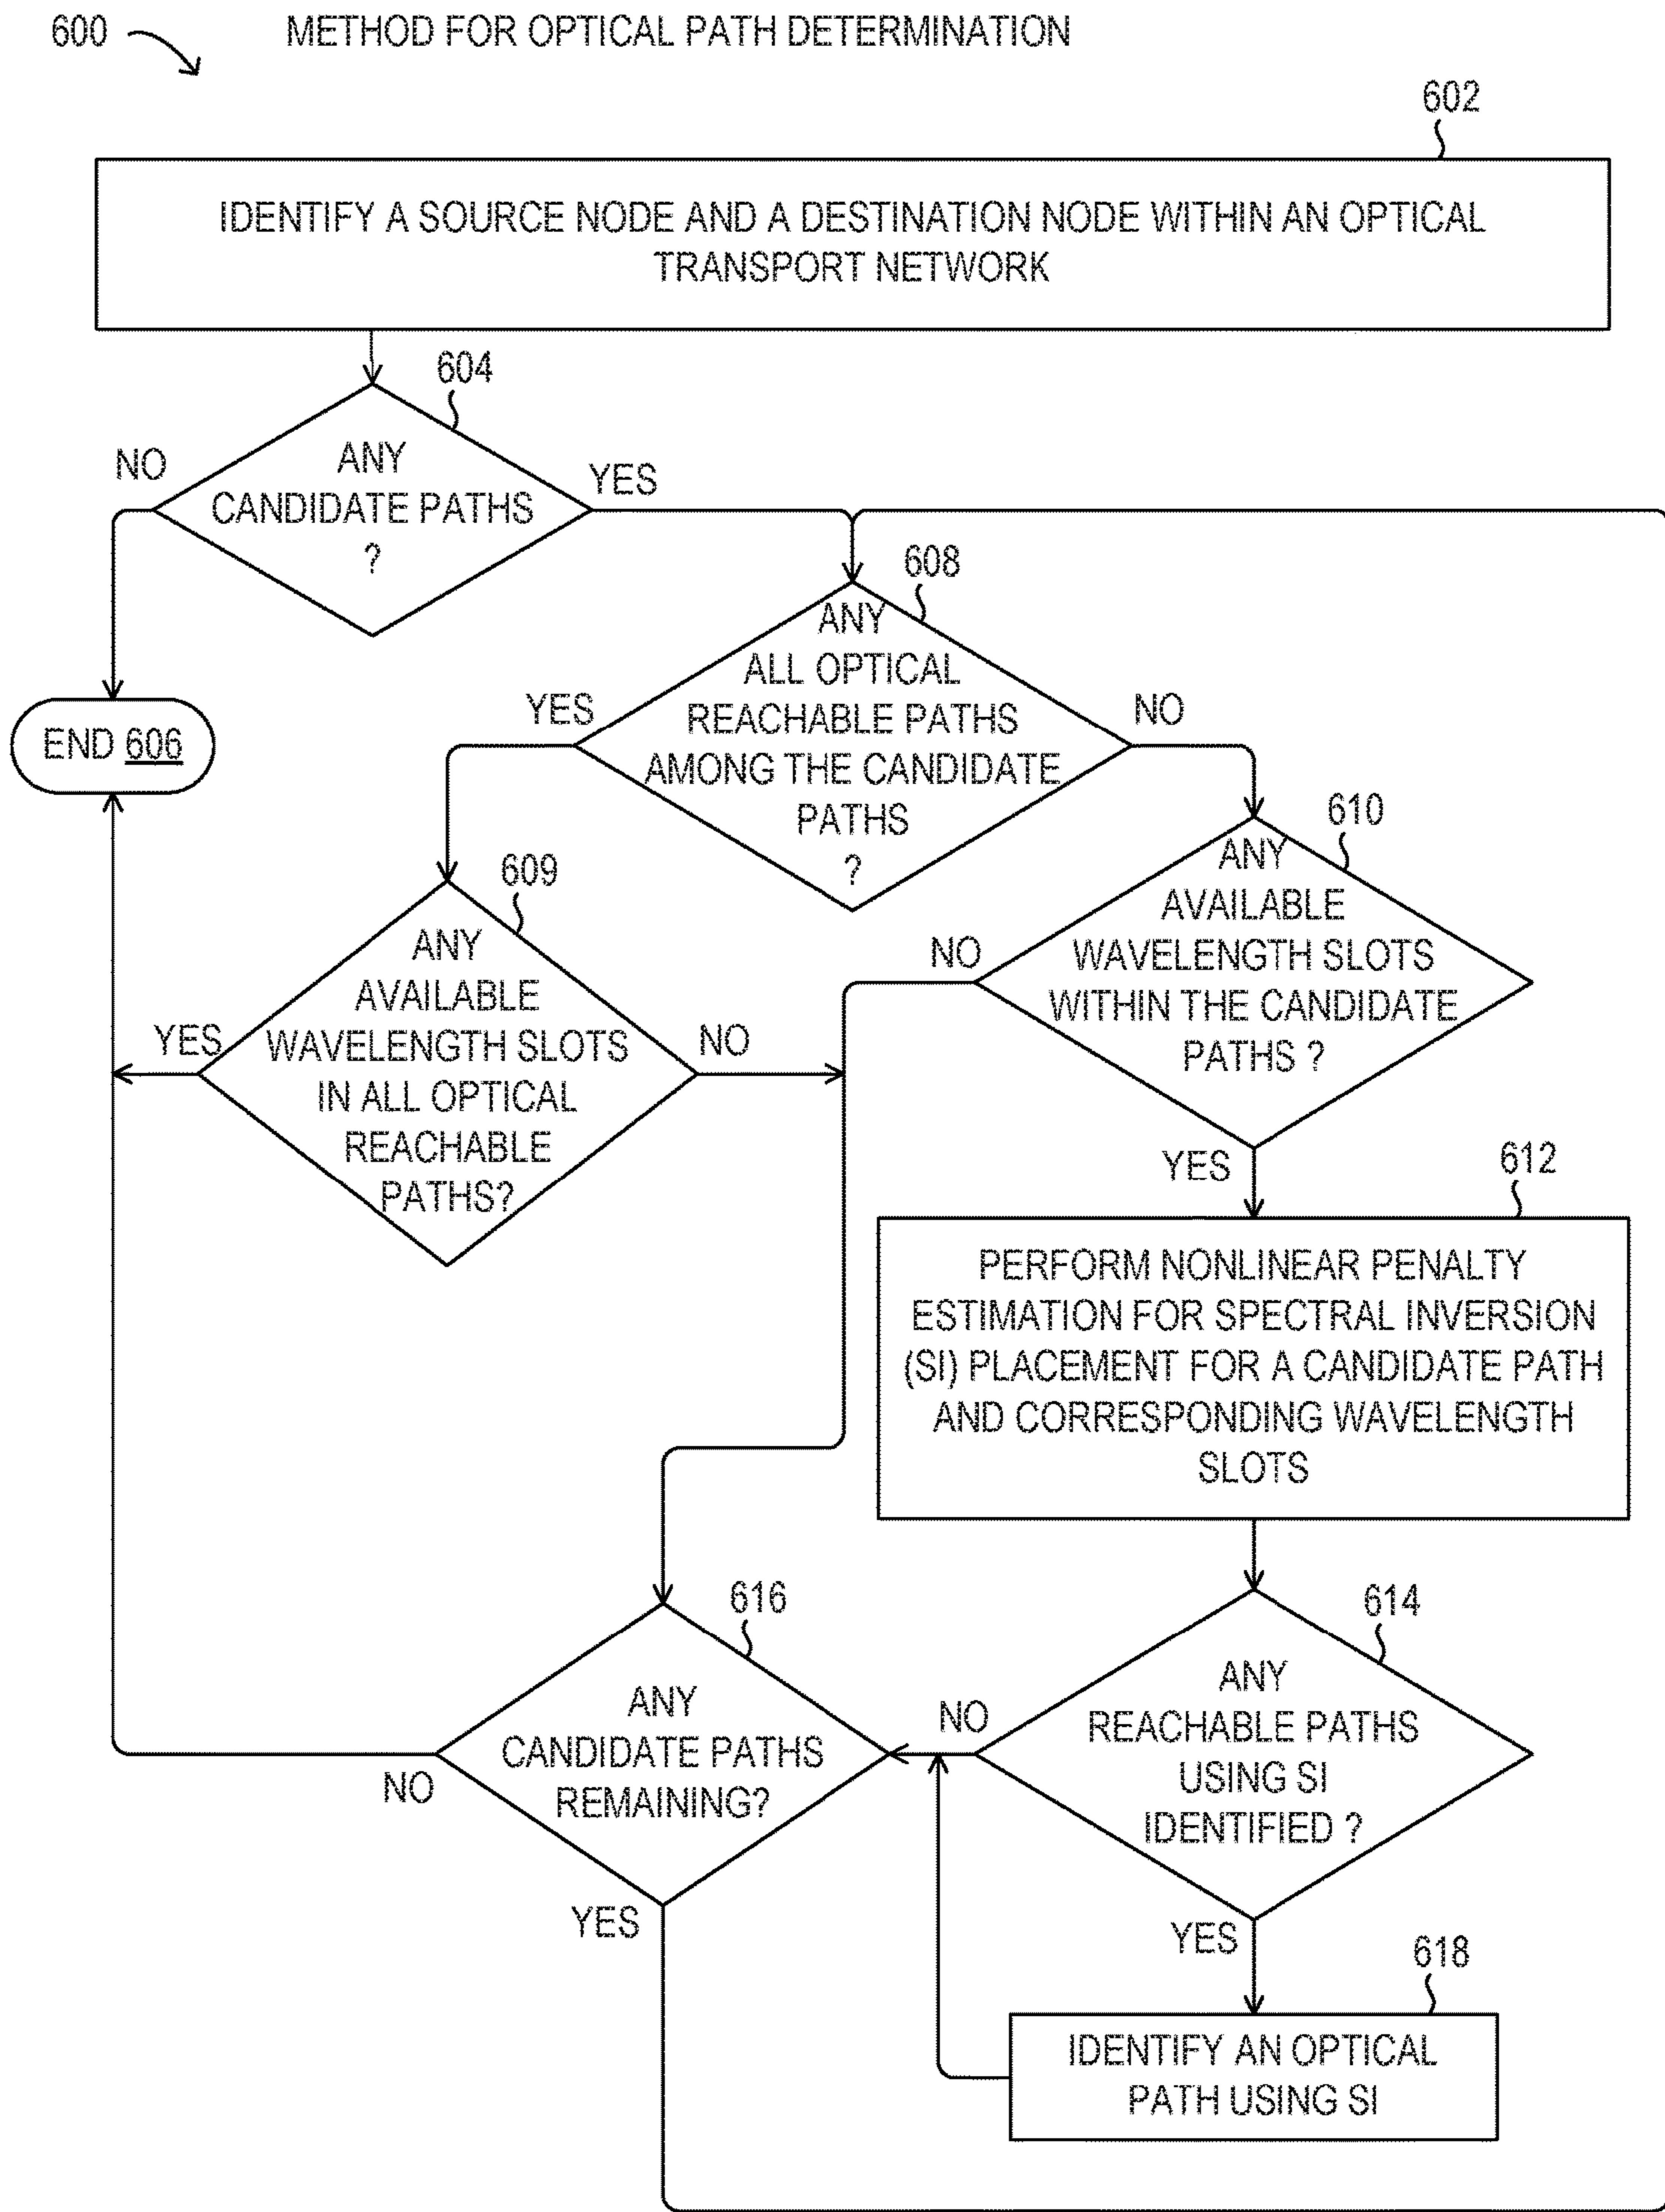 600
METHOD FOR OPTICAL PATH DETERMINATION
602
IDENTIFY A SOURCE NODE AND A DESTINATION NODE WITHIN AN OPTICAL
TRANSPORT NETWORK
604
NO
ANY
CANDIDATE PATHS
?
YES
608
ANY
ALL OPTICAL
REACHABLE PATHS
AMONG THE CANDIDATE
PATHS
?
YES
NO
END 606
609
ANY
AVAILABLE
WAVELENGTH SLOTS
IN ALL OPTICAL
REACHABLE
PATHS?
YES
NO
610
ANY
AVAILABLE
WAVELENGTH SLOTS
WITHIN THE CANDIDATE
PATHS ?
NO
YES
612
PERFORM NONLINEAR PENALTY
ESTIMATION FOR SPECTRAL INVERSION
(SI) PLACEMENT FOR A CANDIDATE PATH
AND CORRESPONDING WAVELENGTH
SLOTS
616
ANY
CANDIDATE PATHS
REMAINING?
NO
YES
614
ANY
REACHABLE PATHS
USING SI
IDENTIFIED ?
NO
YES
618
IDENTIFY AN OPTICAL
PATH USING SI